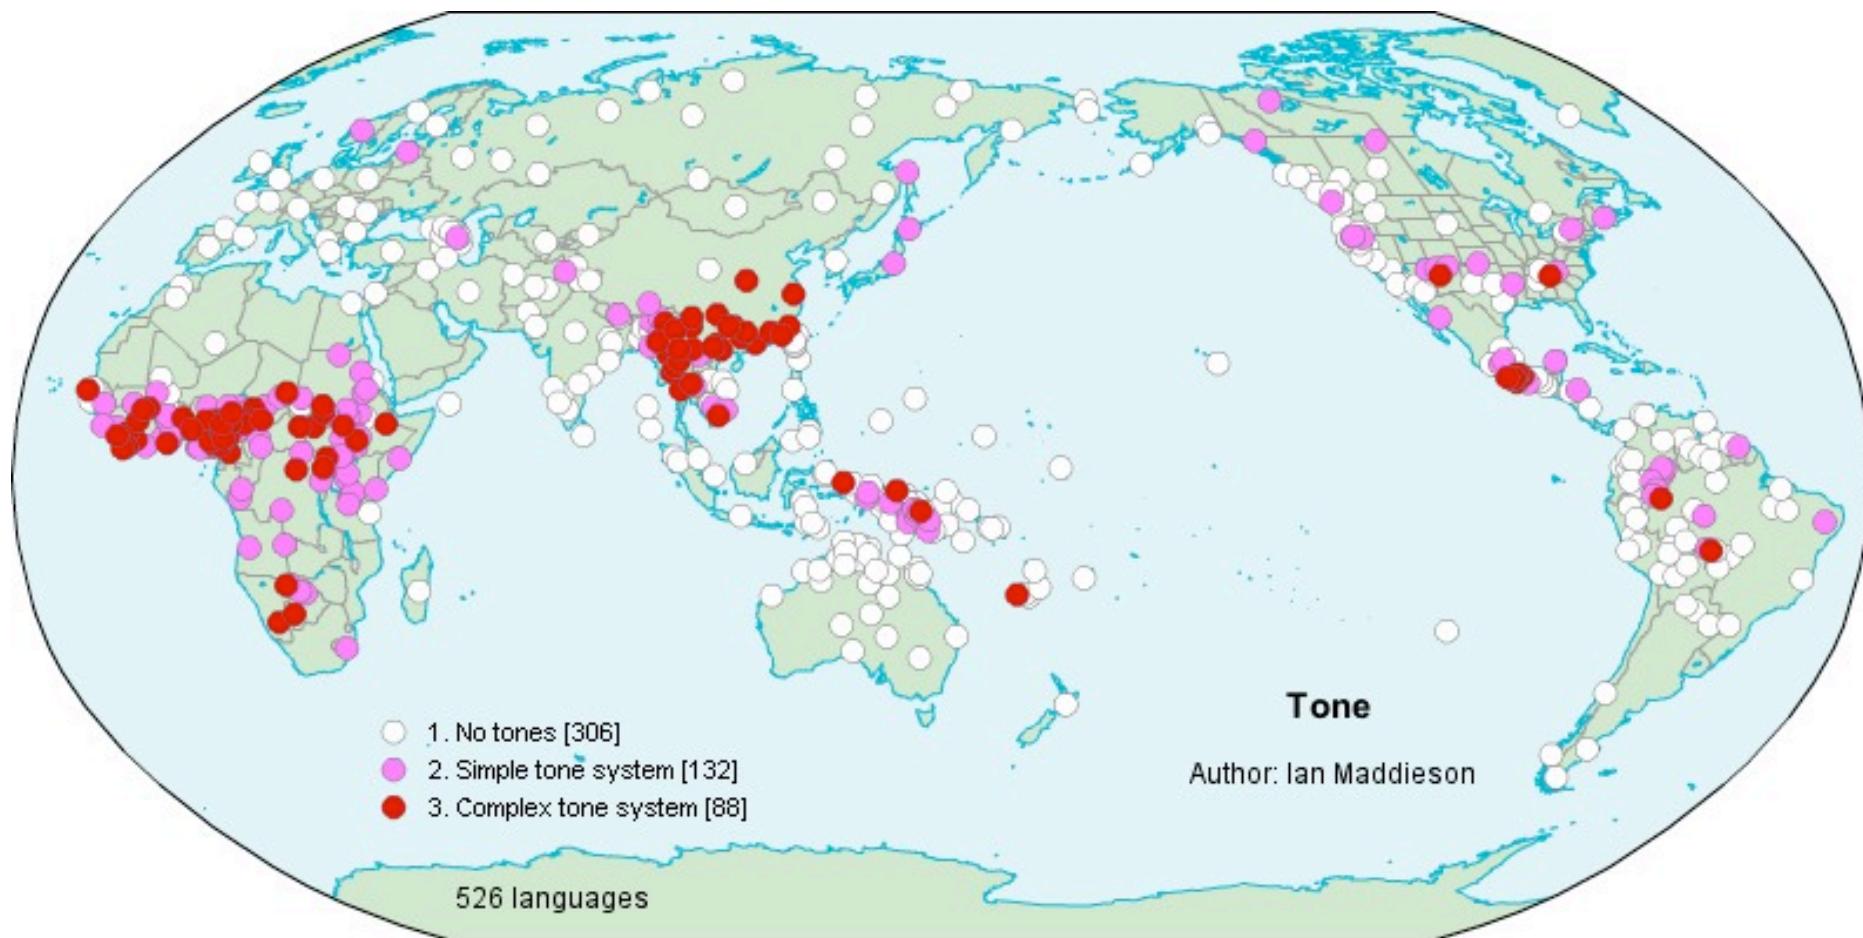 Tone
Author: Ian Maddieson
1. No tones [306]
2. Simple tone system [132]
3. Complex tone system [88]
526 languages